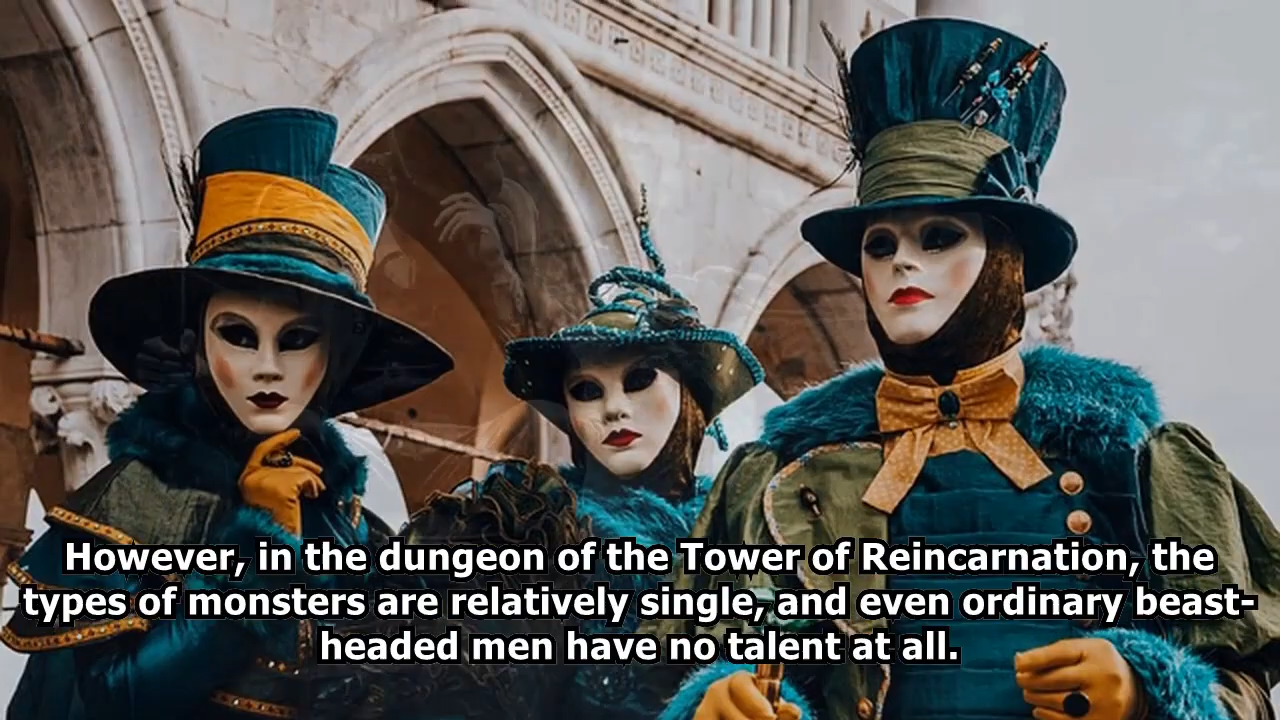 However, in the dungeon of the Tower of Reincarnation, the
types of monsters are relatively single, and even ordinary beast-
headed men have no talent at all.